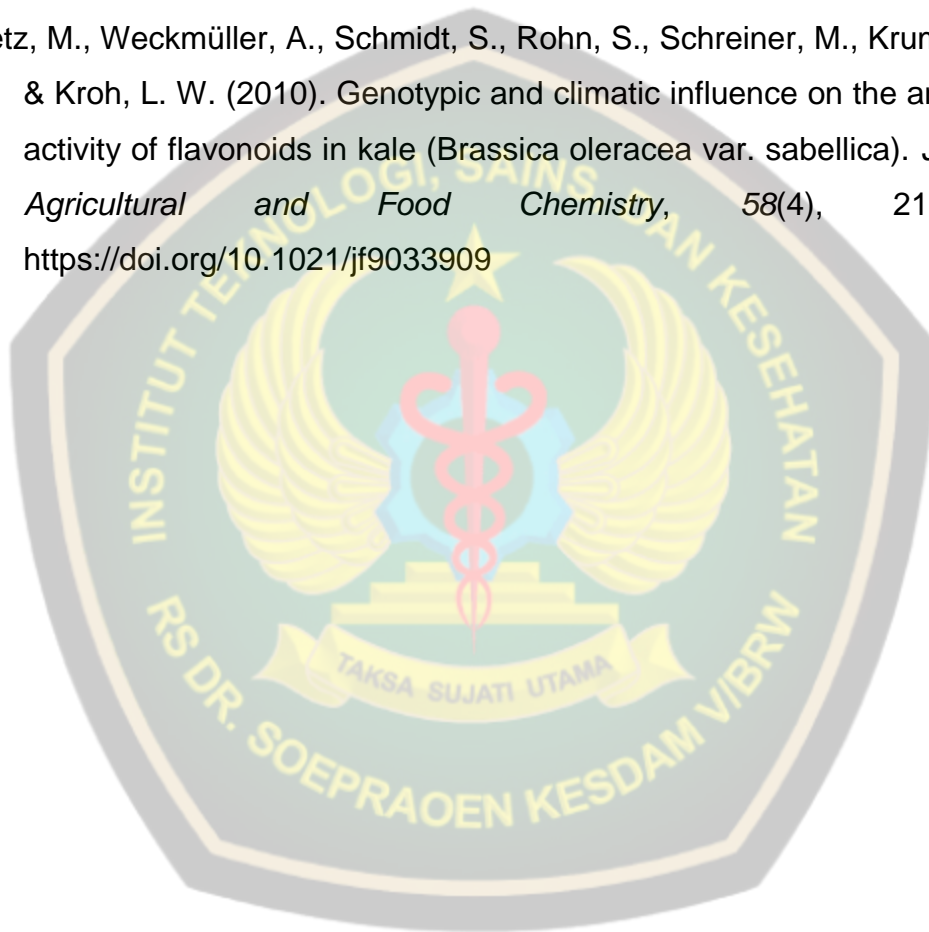 etz, M., Weckmüller, A., Schmidt, S., Rohn, S., Schreiner, M., Krum
& Kroh, L. W. (2010). Genotypic and climatic influence on the an
activity of flavonoids in kale (Brassica oleracea var. sabellica). J
Agricultural and Food Chemistry, 58(4), 21
https://doi.org/10.1021/jf9033909
INSTITUT TEKNOLOGI, SAINS, DAN KESEHATAN
TAKSA SUJATI UTAMA
RS DR. SOEPRAOEN KESDAM V/BRW